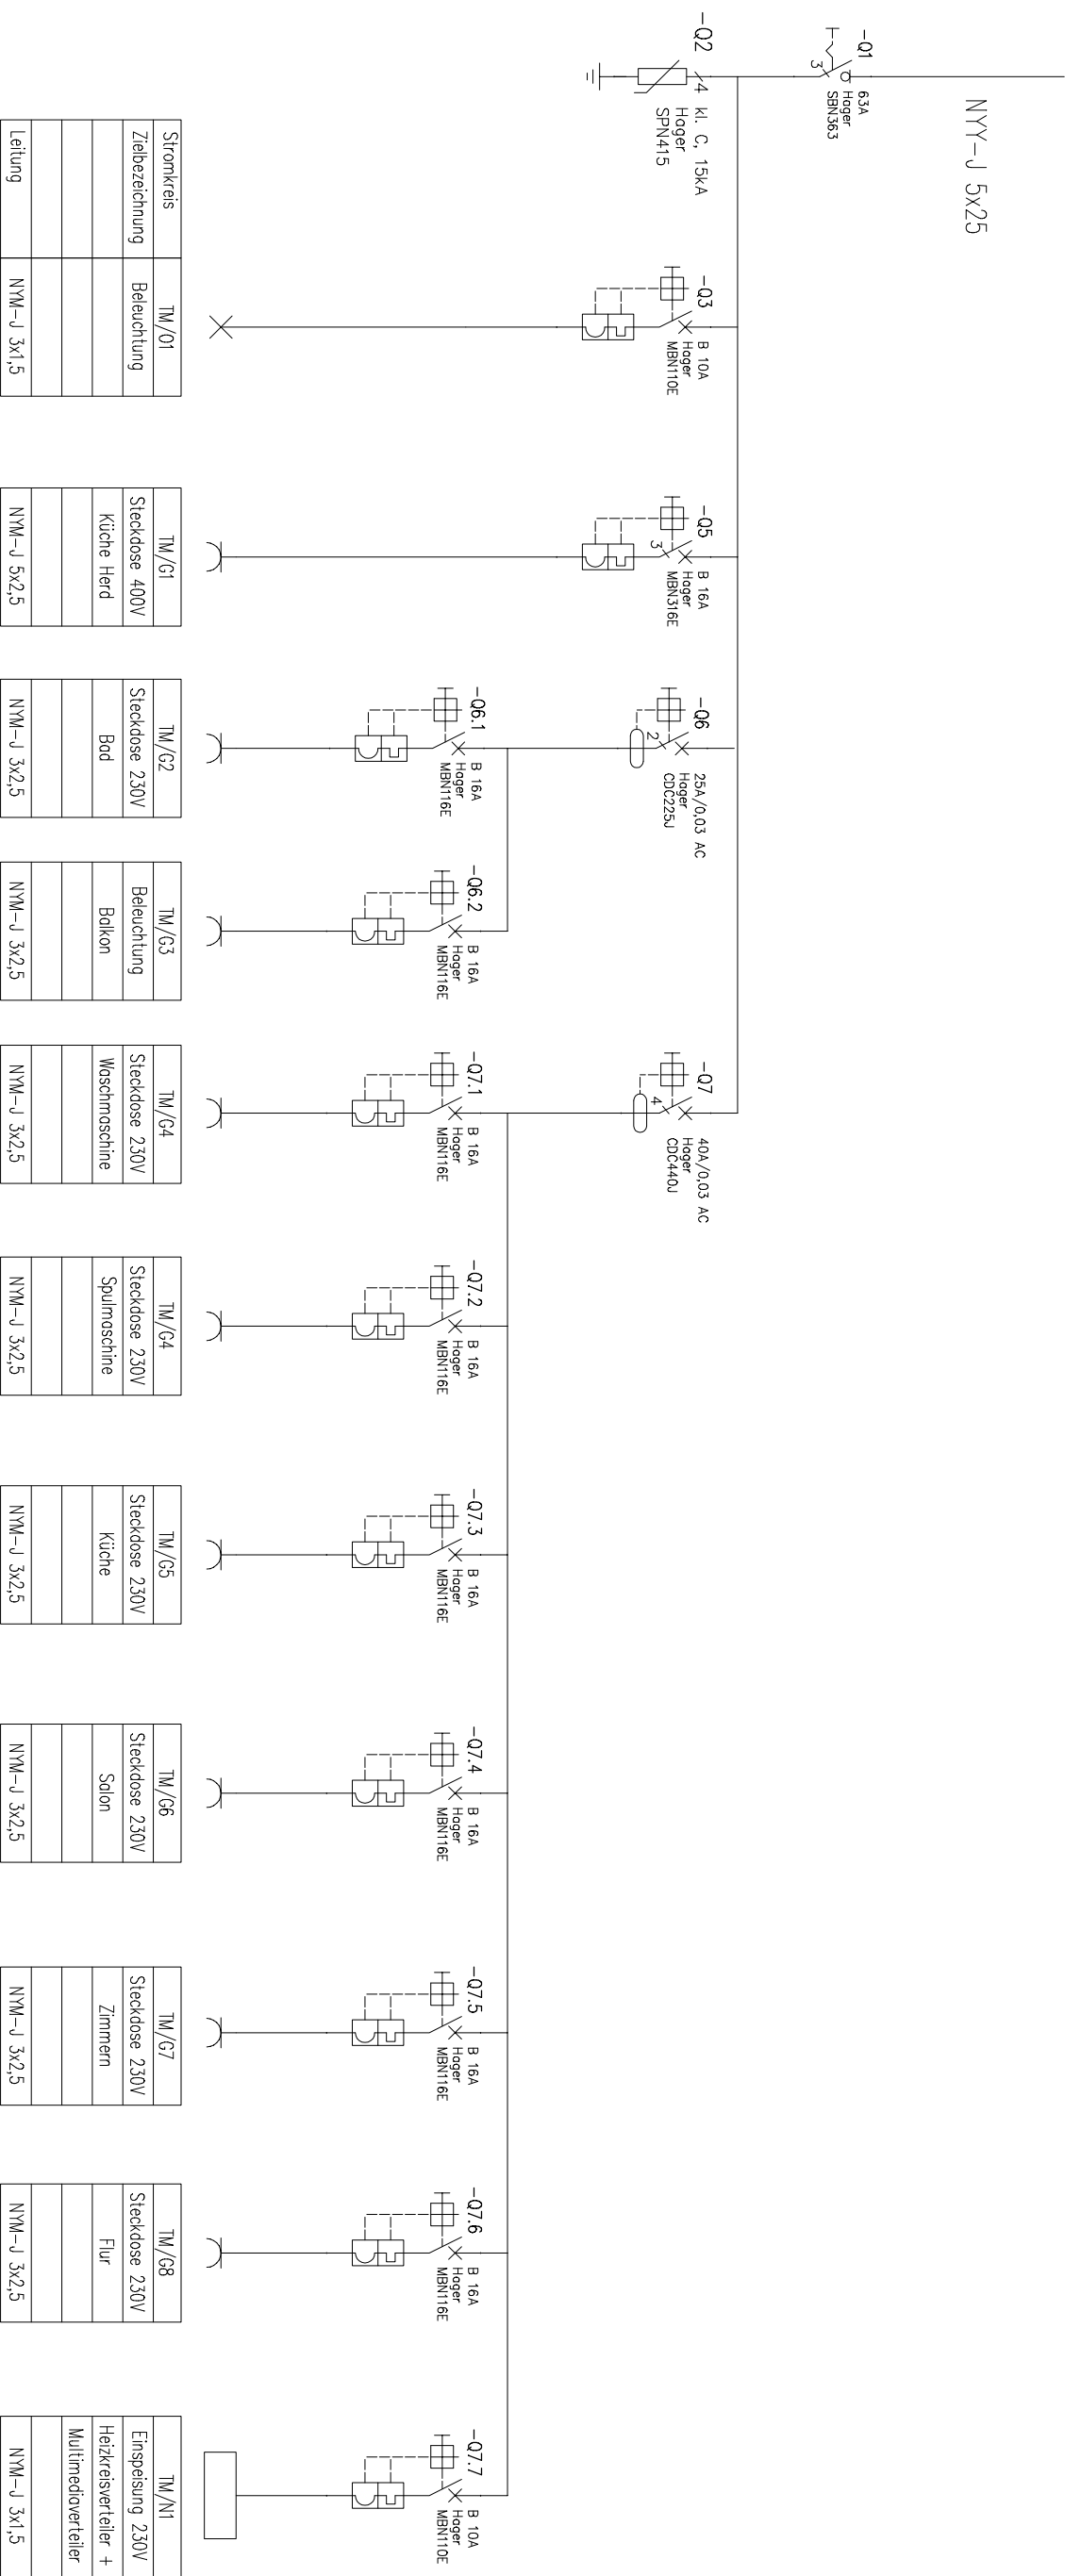 NYY-J 5x25
-Q1
63A
Hager
SBN363
3
-Q2
4
kl. C, 15kA
Hager
SPN415
-Q3
B 10A
Hager
MBN110E
-Q5
3
B 16A
Hager
MBN316E
-Q6
2
25A/0,03 AC
Hager
CDC225J
-Q7
4
40A/0,03 AC
Hager
CDC440J
-Q6.1
B 16A
Hager
MBN116E
-Q6.2
B 16A
Hager
MBN116E
-Q7.1
B 16A
Hager
MBN116E
-Q7.2
B 16A
Hager
MBN116E
-Q7.3
B 16A
Hager
MBN116E
-Q7.4
B 16A
Hager
MBN116E
-Q7.5
B 16A
Hager
MBN116E
-Q7.6
B 16A
Hager
MBN116E
-Q7.7
B 10A
Hager
MBN110E
Stromkreis
Zielbezeichnung
Leitung
TM/01
Beleuchtung
NYM-J 3x1,5
TM/G1
Steckdose 400V
Küche Herd
NYM-J 5x2,5
TM/G2
Steckdose 230V
Bad
NYM-J 3x2,5
TM/G3
Beleuchtung
Balkon
NYM-J 3x2,5
TM/G4
Steckdose 230V
Waschmaschine
NYM-J 3x2,5
TM/G4
Steckdose 230V
Spulmaschine
NYM-J 3x2,5
TM/G5
Steckdose 230V
Küche
NYM-J 3x2,5
TM/G6
Steckdose 230V
Salon
NYM-J 3x2,5
TM/G7
Steckdose 230V
Zimmern
NYM-J 3x2,5
TM/G8
Steckdose 230V
Flur
NYM-J 3x2,5
TM/N1
Einspeisung 230V
Heizkreisverteiler +
Multimediaverteiler
NYM-J 3x1,5